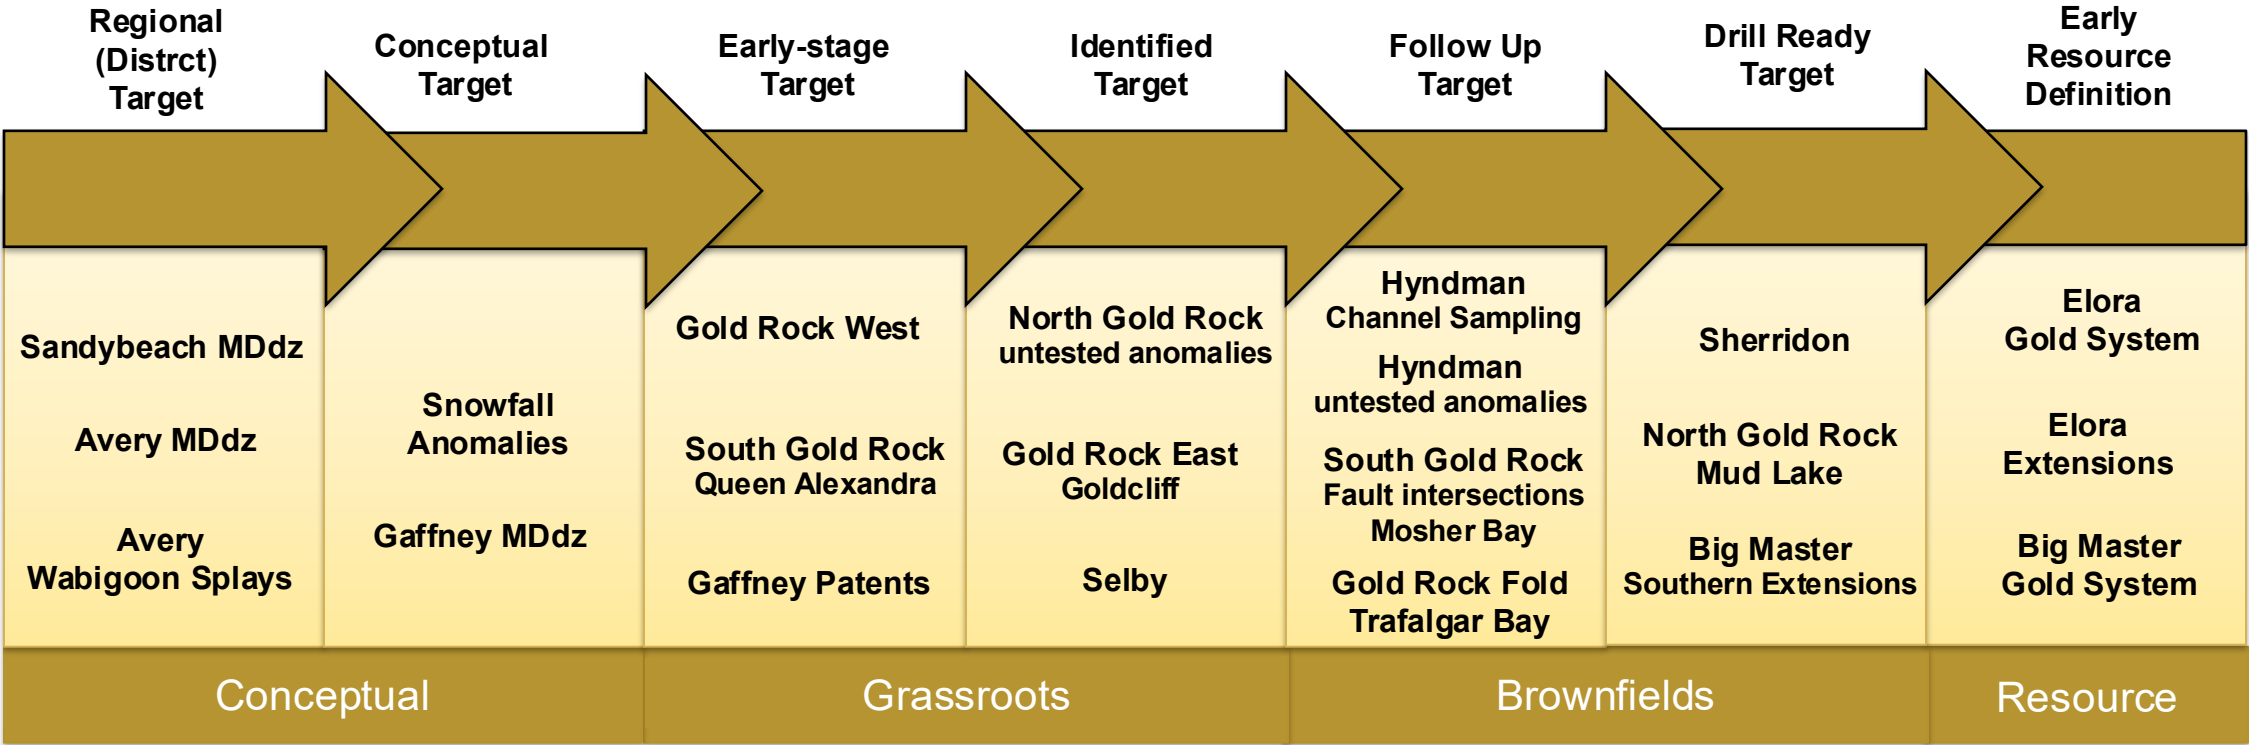 Regional
(Distrct)
Target
Conceptual
Target
Early-stage
Target
Identified
Target
Follow Up
Target
Drill Ready
Target
Early
Resource
Definition
Sandybeach MDdz
Avery MDdz
Avery
Wabigoon Splays
Snowfall
Anomalies
Gaffney MDdz
Gold Rock West
South Gold Rock
Queen Alexandra
Gaffney Patents
North Gold Rock
untested anomalies
Gold Rock East
Goldcliff
Selby
Hyndman
Channel Sampling
Hyndman
untested anomalies
South Gold Rock
Fault intersections
Mosher Bay
Gold Rock Fold
Trafalgar Bay
Sherridon
North Gold Rock
Mud Lake
Big Master
Southern Extensions
Elora
Gold System
Elora
Extensions
Big Master
Gold System
Conceptual
Grassroots
Brownfields
Resource